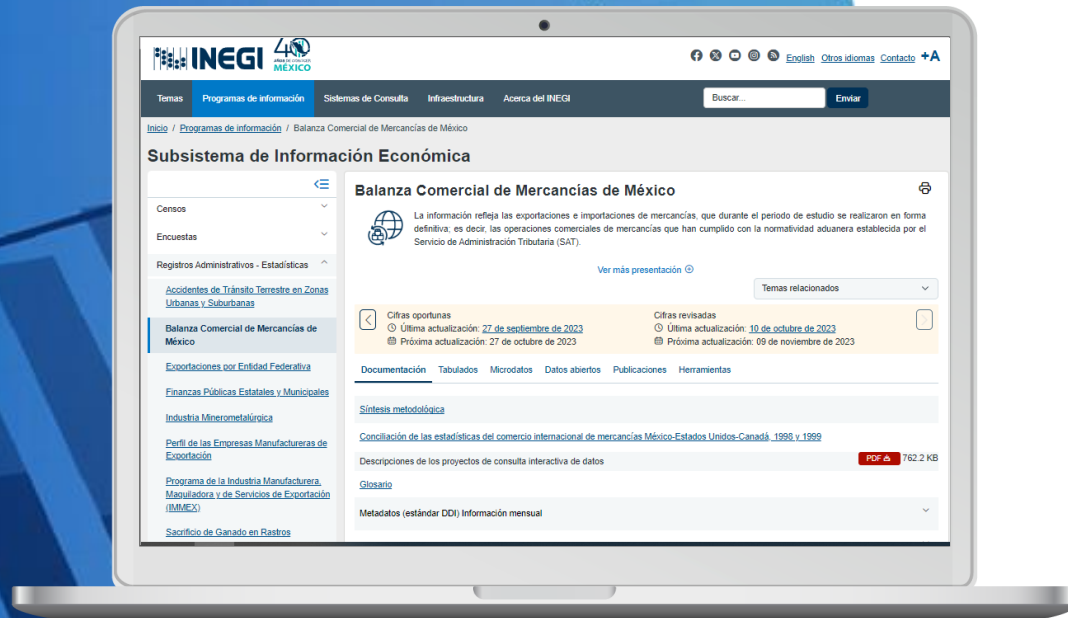 INEGI
40
AÑOS DE CONOCER
MÉXICO
English Otros idiomas Contacto +A
Temas Programas de información Sistemas de Consulta Infraestructura Acerca del INEGI Buscar... Enviar
Inicio / Programas de información / Balanza Comercial de Mercancías de México
Subsistema de Información Económica
Censos
Encuestas
Registros Administrativos - Estadísticas
Accidentes de Tránsito Terrestre en Zonas
Urbanas y Suburbanas
Balanza Comercial de Mercancías de
México
Exportaciones por Entidad Federativa
Finanzas Públicas Estatales y Municipales
Industria Minerometalúrgica
Perfil de las Empresas Manufactureras de
Exportación
Programa de la Industria Manufacturera,
Maquiladora y de Servicios de Exportación
(IMMEX)
Sacrificio de Ganado en Rastros
Balanza Comercial de Mercancías de México
La información refleja las exportaciones e importaciones de mercancías, que durante el periodo de estudio se realizaron en forma
definitiva; es decir, las operaciones comerciales de mercancías que han cumplido con la normatividad aduanera establecida por el
Servicio de Administración Tributaria (SAT).
Ver más presentación
Temas relacionados
Cifras oportunas
Última actualización: 27 de septiembre de 2023
Próxima actualización: 27 de octubre de 2023
Cifras revisadas
Última actualización: 10 de octubre de 2023
Próxima actualización: 09 de noviembre de 2023
Documentación Tabulados Microdatos Datos abiertos Publicaciones Herramientas
Síntesis metodológica
Conciliación de las estadísticas del comercio internacional de mercancías México-Estados Unidos-Canadá, 1998 y 1999
Descripciones de los proyectos de consulta interactiva de datos PDF 762.2 KB
Glosario
Metadatos (estándar DDI) Información mensual